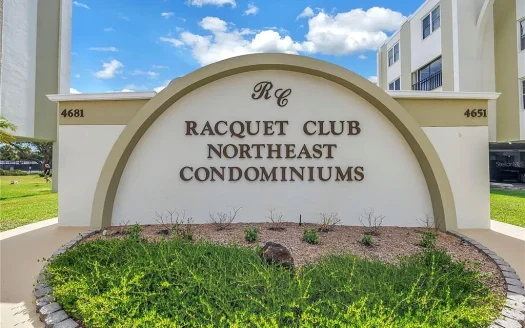 RC
4681
4651
RACQUET CLUB
NORTHEAST
CONDOMINIUMS